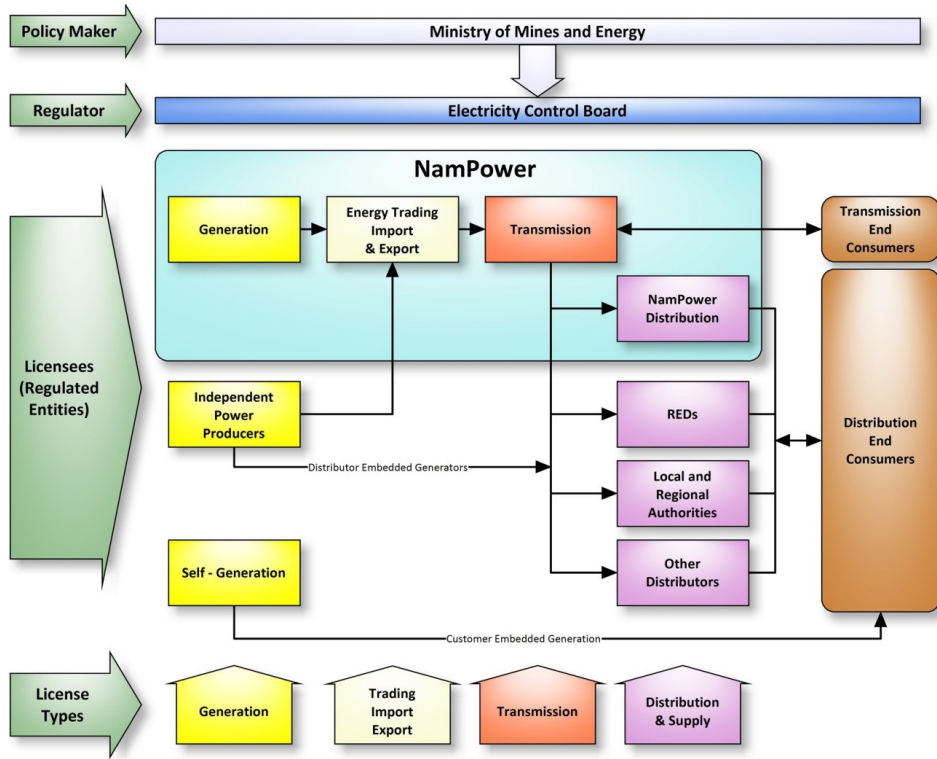 Policy Maker
Ministry of Mines and Energy
Regulator
Electricity Control Board
NamPower
Generation
Energy Trading
Import
& Export
Transmission
Transmission
End
Consumers
NamPower
Distribution
Licensees
(Regulated
Entities)
Independent
Power
Producers
REDs
Distribution
End
Consumers
Distributor Embedded Generators
Local and
Regional
Authorities
Self - Generation
Other
Distributors
Customer Embedded Generation
License
Types
Generation
Trading
Import
Export
Transmission
Distribution
& Supply